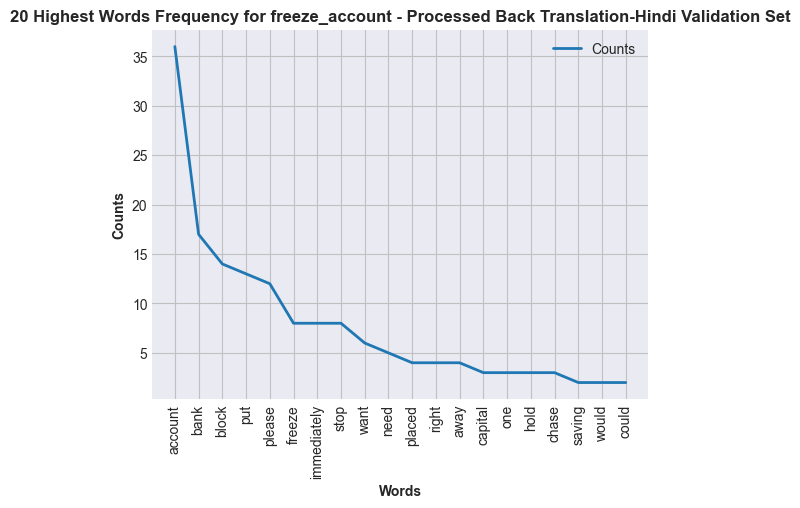 20 Highest Words Frequency for freeze_account - Processed Back Translation-Hindi Validation Set
Counts
Counts
35
30
25
20
15
10
5
account
bank
block
put
please
freeze
immediately
stop
want
need
placed
right
away
capital
one
hold
chase
saving
would
could
Words